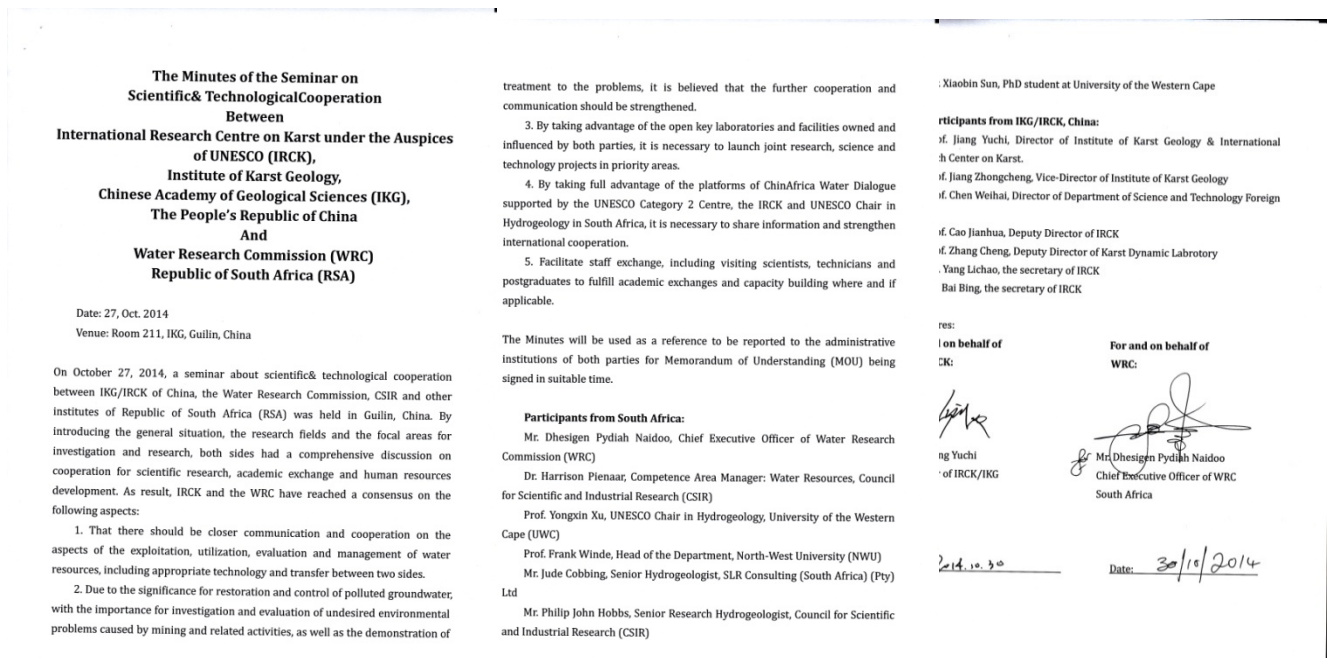 The Minutes of the Seminar on
Scientific& TechnologicalCooperation
Between
International Research Centre on Karst under the Auspices
of UNESCO (IRCK),
Institute of Karst Geology,
Chinese Academy of Geological Sciences (IKG),
The People's Republic of China
And
Water Research Commission (WRC)
Republic of South Africa (RSA)
Date: 27, Oct. 2014
Venue: Room 211, IKG, Guilin, China
On October 27, 2014, a seminar about scientific& technological cooperation
between IKG/IRCK of China, the Water Research Commission, CSIR and other
institutes of Republic of South Africa (RSA) was held in Guilin, China. By
introducing the general situation, the research fields and the focal areas for
investigation and research, both sides had a comprehensive discussion on
cooperation for scientific research, academic exchange and human resources
development. As result, IRCK and the WRC have reached a consensus on the
following aspects:
1. That there should be closer communication and cooperation on the
aspects of the exploitation, utilization, evaluation and management of water
resources, including appropriate technology and transfer between two sides.
2. Due to the significance for restoration and control of polluted groundwater,
with the importance for investigation and evaluation of undesired environmental
problems caused by mining and related activities, as well as the demonstration of
treatment to the problems, it is believed that the further cooperation and
communication should be strengthened.
3. By taking advantage of the open key laboratories and facilities owned and
influenced by both parties, it is necessary to launch joint research, science and
technology projects in priority areas.
4. By taking full advantage of the platforms of ChinAfrica Water Dialogue
supported by the UNESCO Category 2 Centre, the IRCK and UNESCO Chair in
Hydrogeology in South Africa, it is necessary to share information and strengthen
international cooperation.
5. Facilitate staff exchange, including visiting scientists, technicians and
postgraduates to fulfill academic exchanges and capacity building where and if
applicable.
The Minutes will be used as a reference to be reported to the administrative
institutions of both parties for Memorandum of Understanding (MOU) being
signed in suitable time.
Participants from South Africa:
Mr. Dhesigen Pydiah Naidoo, Chief Executive Officer of Water Research
Commission (WRC)
Dr. Harrison Pienaar, Competence Area Manager: Water Resources, Council
for Scientific and Industrial Research (CSIR)
Prof. Yongxin Xu, UNESCO Chair in Hydrogeology, University of the Western
Cape (UWC)
Prof. Frank Winde, Head of the Department, North-West University (NWU)
Mr. Jude Cobbing, Senior Hydrogeologist, SLR Consulting (South Africa) (Pty)
Ltd
Mr. Philip John Hobbs, Senior Research Hydrogeologist, Council for Scientific
and Industrial Research (CSIR)
Xiaobin Sun, PhD student at University of the Western Cape
rticipants from IKG/IRCK, China:
of. Jiang Yuchi, Director of Institute of Karst Geology & International
h Center on Karst.
of. Jiang Zhongcheng, Vice-Director of Institute of Karst Geology
of. Chen Weihai, Director of Department of Science and Technology Foreign
of. Cao Jianhua, Deputy Director of IRCK
of. Zhang Cheng, Deputy Director of Karst Dynamic Labrotory
. Yang Lichao, the secretary of IRCK
Bai Bing, the secretary of IRCK
res:
l on behalf of
CK:
ng Yuchi
of IRCK/IKG
2014.10.30
For and on behalf of
WRC:
Mr. Dhesigen Pydiah Naidoo
Chief Executive Officer of WRC
South Africa
Date: 30/10/2014